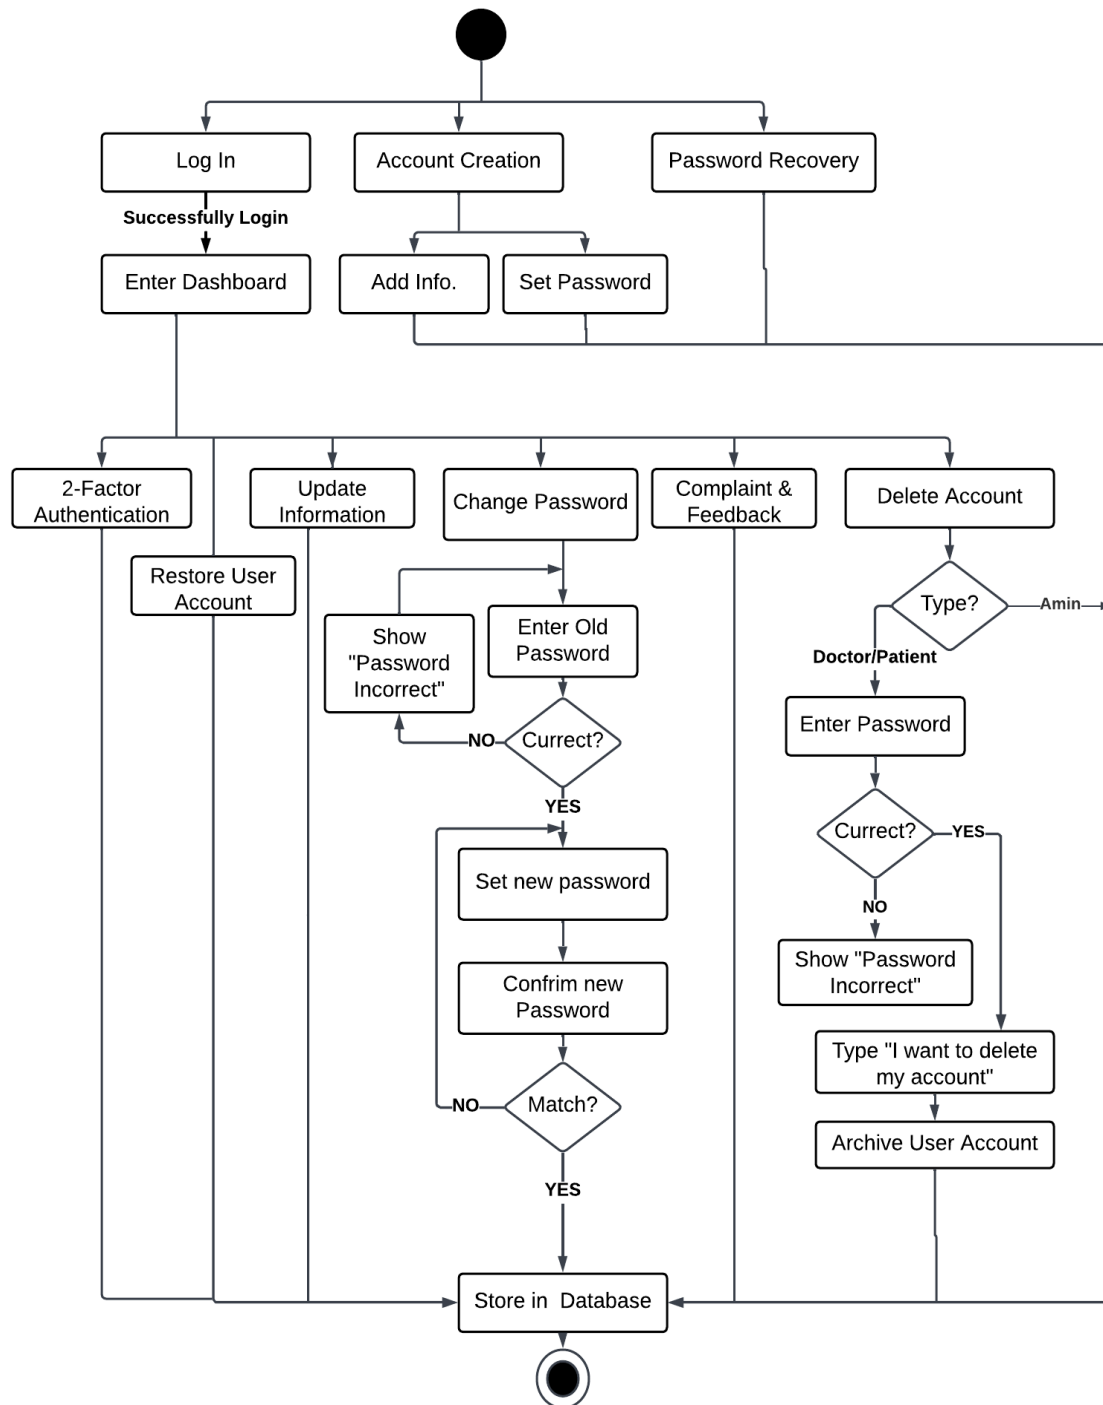 Log In
Account Creation
Password Recovery
Successfully Login
Enter Dashboard
Add Info.
Set Password
2-Factor
Authentication
Update
Information
Change Password
Complaint &
Feedback
Delete Account
Restore User
Account
Type?
Amin
Show
"Password
Incorrect"
Enter Old
Password
Doctor/Patient
Enter Password
NO
Currect?
YES
Currect?
YES
Set new password
NO
Show "Password
Incorrect"
Confrim new
Password
Type "I want to delete
my account"
NO
Match?
Archive User Account
YES
Store in  Database